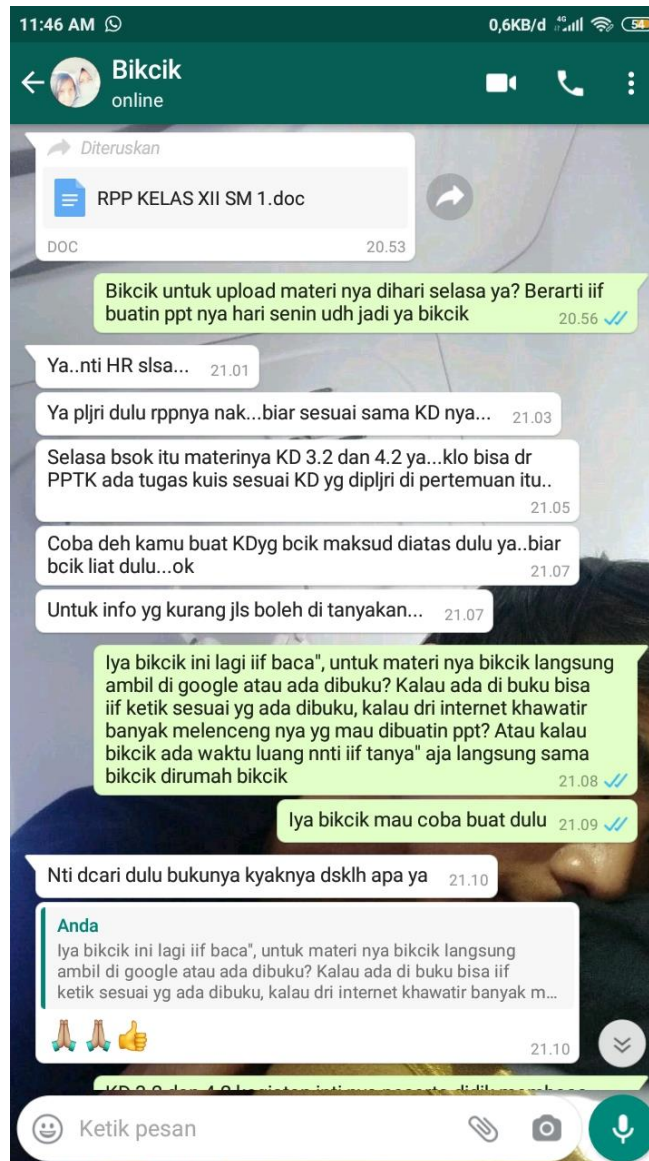 11:46 AM
0,6KB/d 4G 54
Bikcik
online
Diteruskan
RPP KELAS XII SM 1.doc
DOC 20.53
Bikcik untuk upload materi nya dihari selasa ya? Berarti iif
buatin ppt nya hari senin udh jadi ya bikcik 20.56
Ya..nti HR slsa... 21.01
Ya pljri dulu rppnya nak...biar sesuai sama KD nya... 21.03
Selasa bsok itu materinya KD 3.2 dan 4.2 ya...klo bisa dr
PPTK ada tugas kuis sesuai KD yg dipljri di pertemuan itu..
21.05
Coba deh kamu buat KDyg bcik maksud diatas dulu ya..biar
bcik liat dulu...ok 21.07
Untuk info yg kurang jls boleh di tanyakan... 21.07
Iya bikcik ini lagi iif baca", untuk materi nya bikcik langsung
ambil di google atau ada dibuku? Kalau ada di buku bisa
iif ketik sesuai yg ada dibuku, kalau dri internet khawatir
banyak melenceng nya yg mau dibuatin ppt? Atau kalau
bikcik ada waktu luang nnti iif tanya" aja langsung sama
bikcik dirumah bikcik 21.08
Iya bikcik mau coba buat dulu 21.09
Nti dcari dulu bukunya kyaknya dsklh apa ya 21.10
Anda
Iya bikcik ini lagi iif baca", untuk materi nya bikcik langsung
ambil di google atau ada dibuku? Kalau ada di buku bisa iif
ketik sesuai yg ada dibuku, kalau dri internet khawatir banyak m...
21.10
Ketik pesan